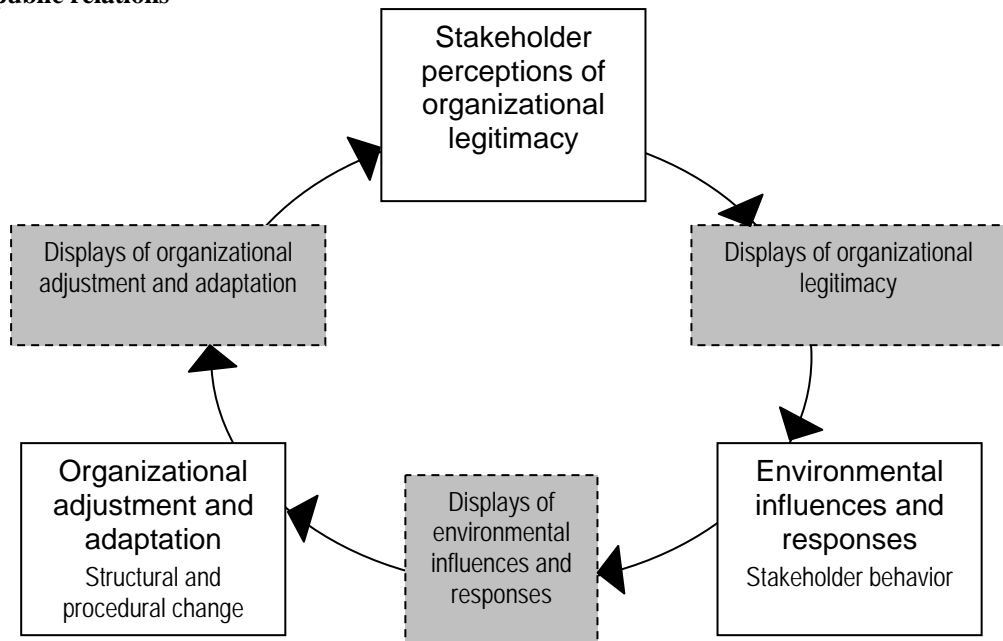 public relations
Stakeholder
perceptions of
organizational
legitimacy
Displays of organizational
adjustment and adaptation
Displays of organizational
legitimacy
Organizational
adjustment and
adaptation
Structural and
procedural change
Displays of
environmental
influences and
responses
Environmental
influences and
responses
Stakeholder behavior